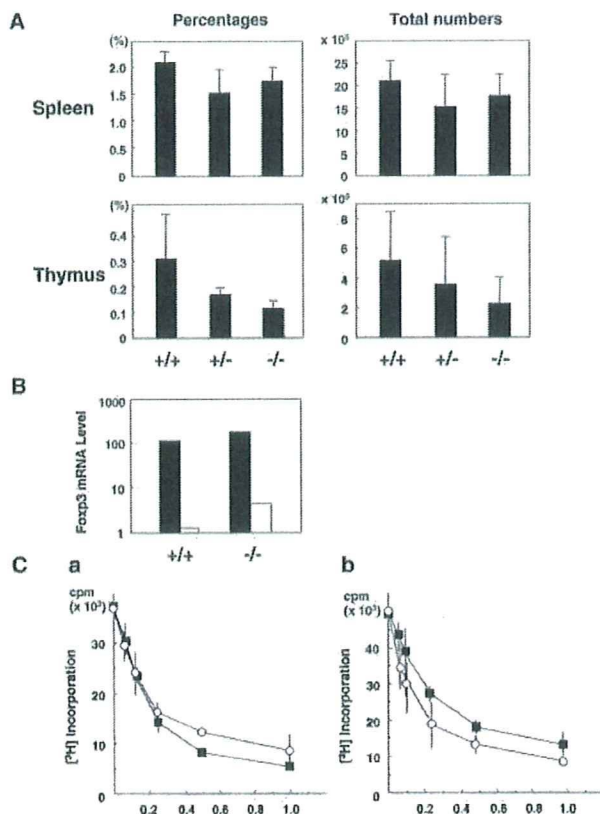 A
Percentages
Total numbers
Spleen
(%)
2.0
1.5
1.0
0.5
0
x 10⁵
25
20
15
10
5
0
Thymus
(%)
0.4
0.3
0.2
0.1
0
8
6
4
2
0
+/+ +/- -/-
+/+ +/- -/-
B
Foxp3 mRNA Level
1000
100
10
1
+/+ -/-
C
a
cpm
(x 10³)
[³H] Incorporation
30
20
10
0
0.2 0.4 0.6 0.8 1.0
b
cpm
(x 10³)
[³H] Incorporation
40
30
20
10
0
0.2 0.4 0.6 0.8 1.0